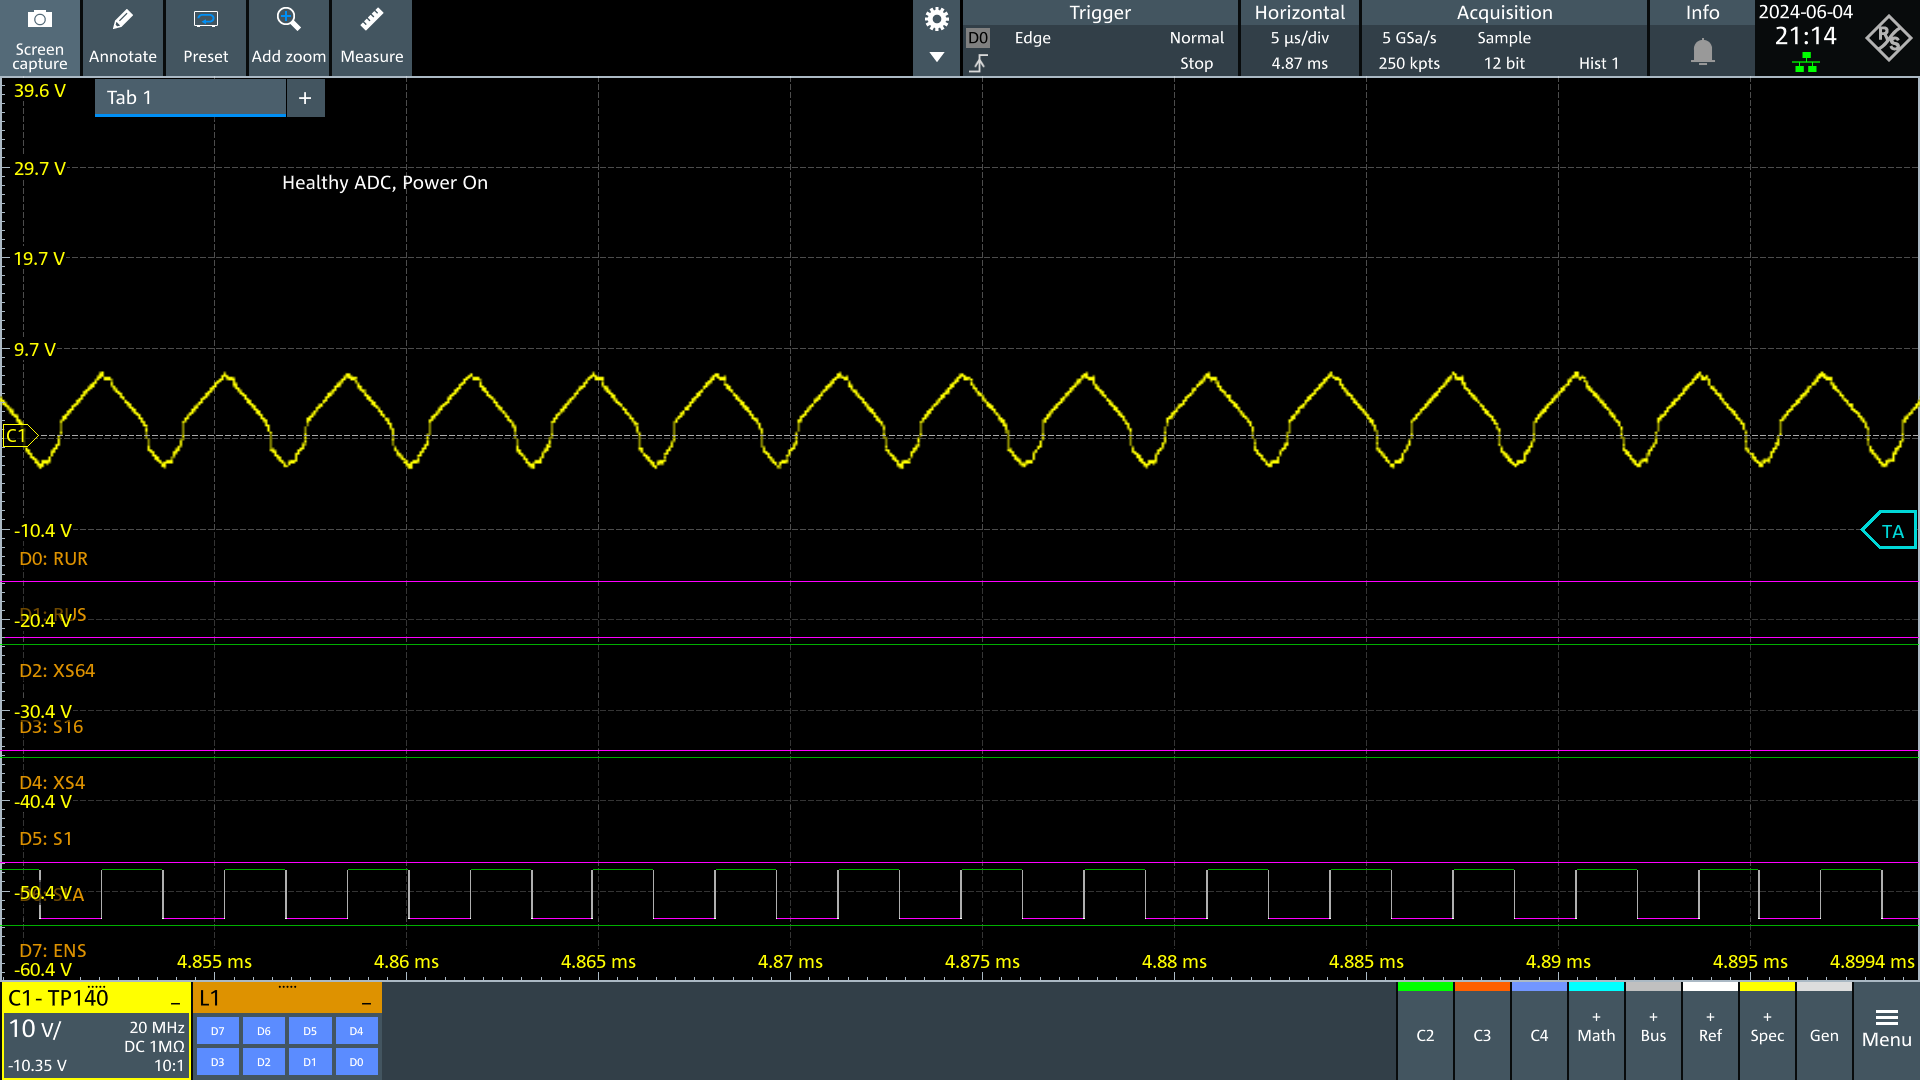 Screen capture
Annotate
Preset
Add zoom
Measure
Trigger
D0 Edge Normal
Stop
Horizontal
5 µs/div
4.87 ms
Acquisition
5 GSa/s Sample
250 kpts 12 bit Hist 1
Info
2024-06-04
21:14
R&S
39.6 V
Tab 1 +
29.7 V
Healthy ADC, Power On
19.7 V
9.7 V
C1
-10.4 V
TA
D0: RUR
D1: RUS
-20.4 V
D2: XS64
-30.4 V
D3: S16
D4: XS4
-40.4 V
D5: S1
-50.4 V
D7: ENS
-60.4 V
4.855 ms 4.86 ms 4.865 ms 4.87 ms 4.875 ms 4.88 ms 4.885 ms 4.89 ms 4.895 ms 4.8994 ms
C1 - TP140
10 V/ 20 MHz
DC 1MΩ
-10.35 V 10:1
L1
D7 D6 D5 D4
D3 D2 D1 D0
C2
C3
C4
+ Math
+ Bus
+ Ref
+ Spec
Gen
Menu